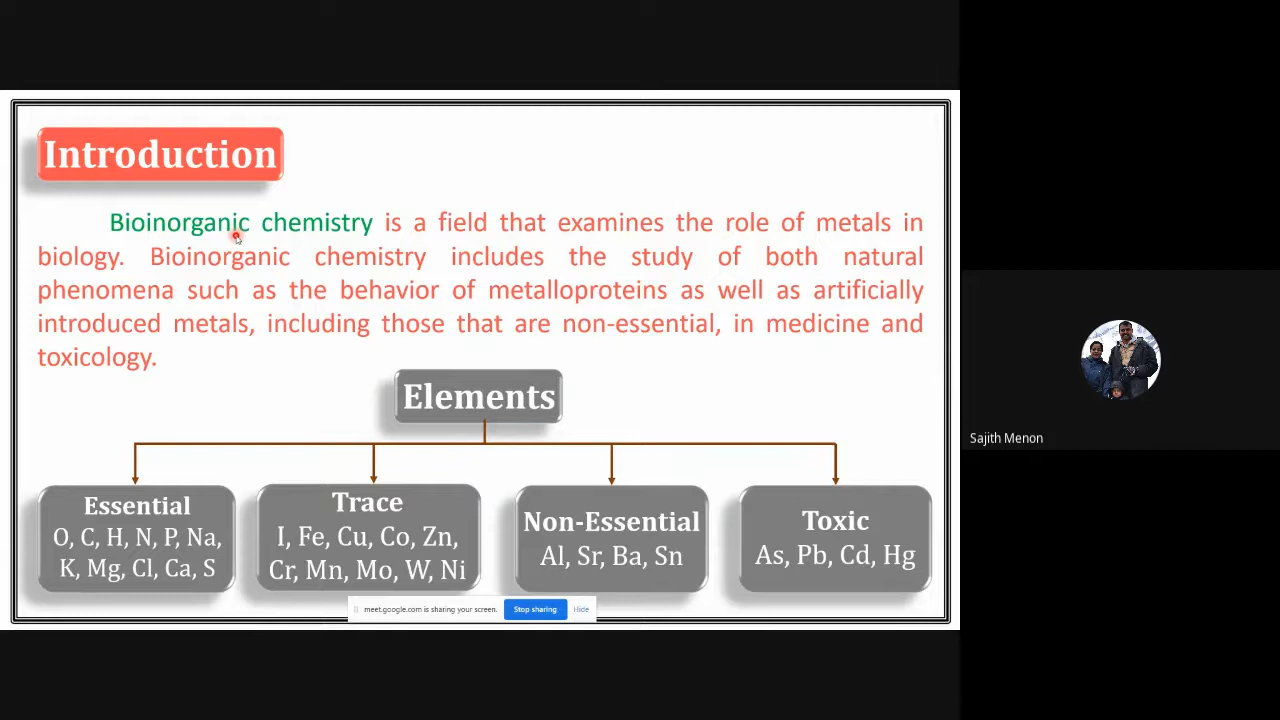 Introduction
Bioinorganic chemistry is a field that examines the role of metals in
biology. Bioinorganic chemistry includes the study of both natural
phenomena such as the behavior of metalloproteins as well as artificially
introduced metals, including those that are non-essential, in medicine and
toxicology.
Elements
Essential
O, C, H, N, P, Na,
K, Mg, Cl, Ca, S
Trace
I, Fe, Cu, Co, Zn,
Cr, Mn, Mo, W, Ni
Non-Essential
Al, Sr, Ba, Sn
Toxic
As, Pb, Cd, Hg
meet.google.com is sharing your screen. Stop sharing Hide
Sajith Menon